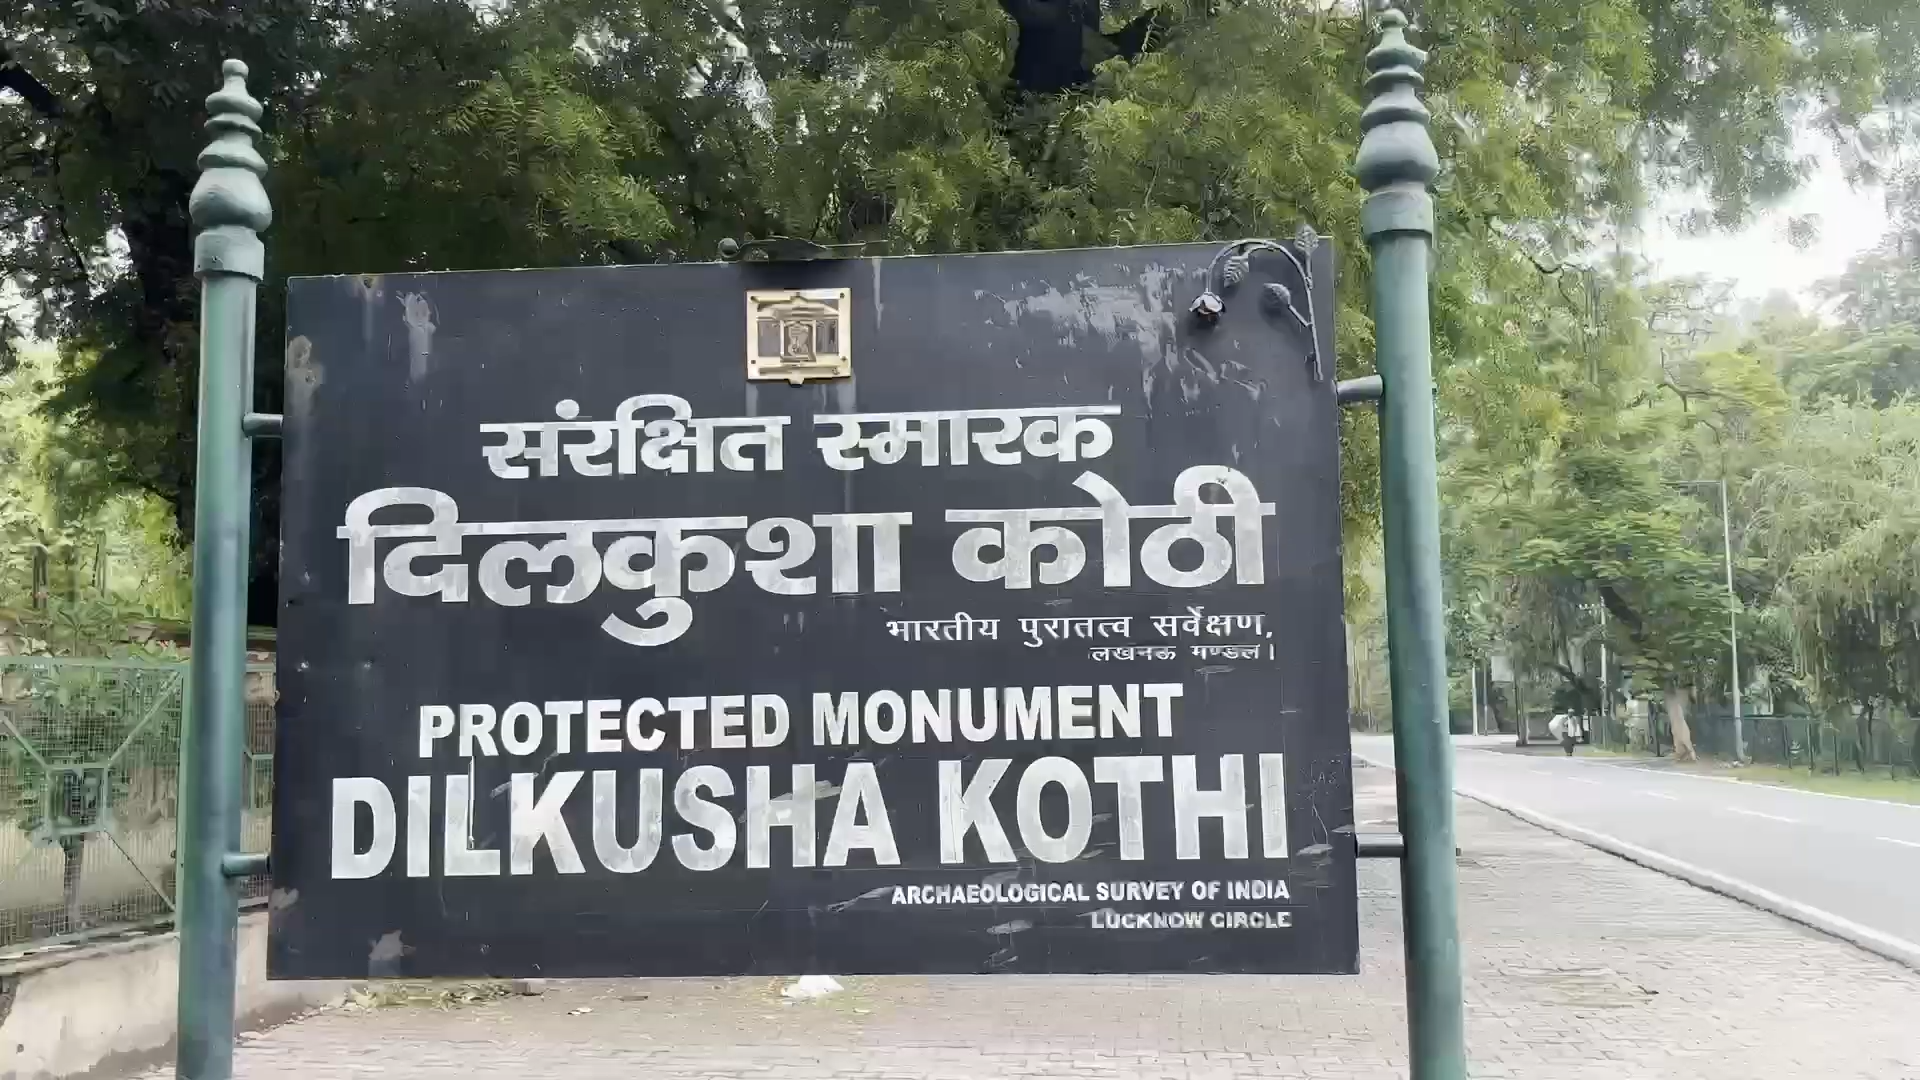 संरक्षित स्मारक
दिलकुशा कोठी
भारतीय पुरातत्व सर्वेक्षण,
लखनऊ मण्डल।
PROTECTED MONUMENT
DILKUSHA KOTHI
ARCHAEOLOGICAL SURVEY OF INDIA
LUCKNOW CIRCLE